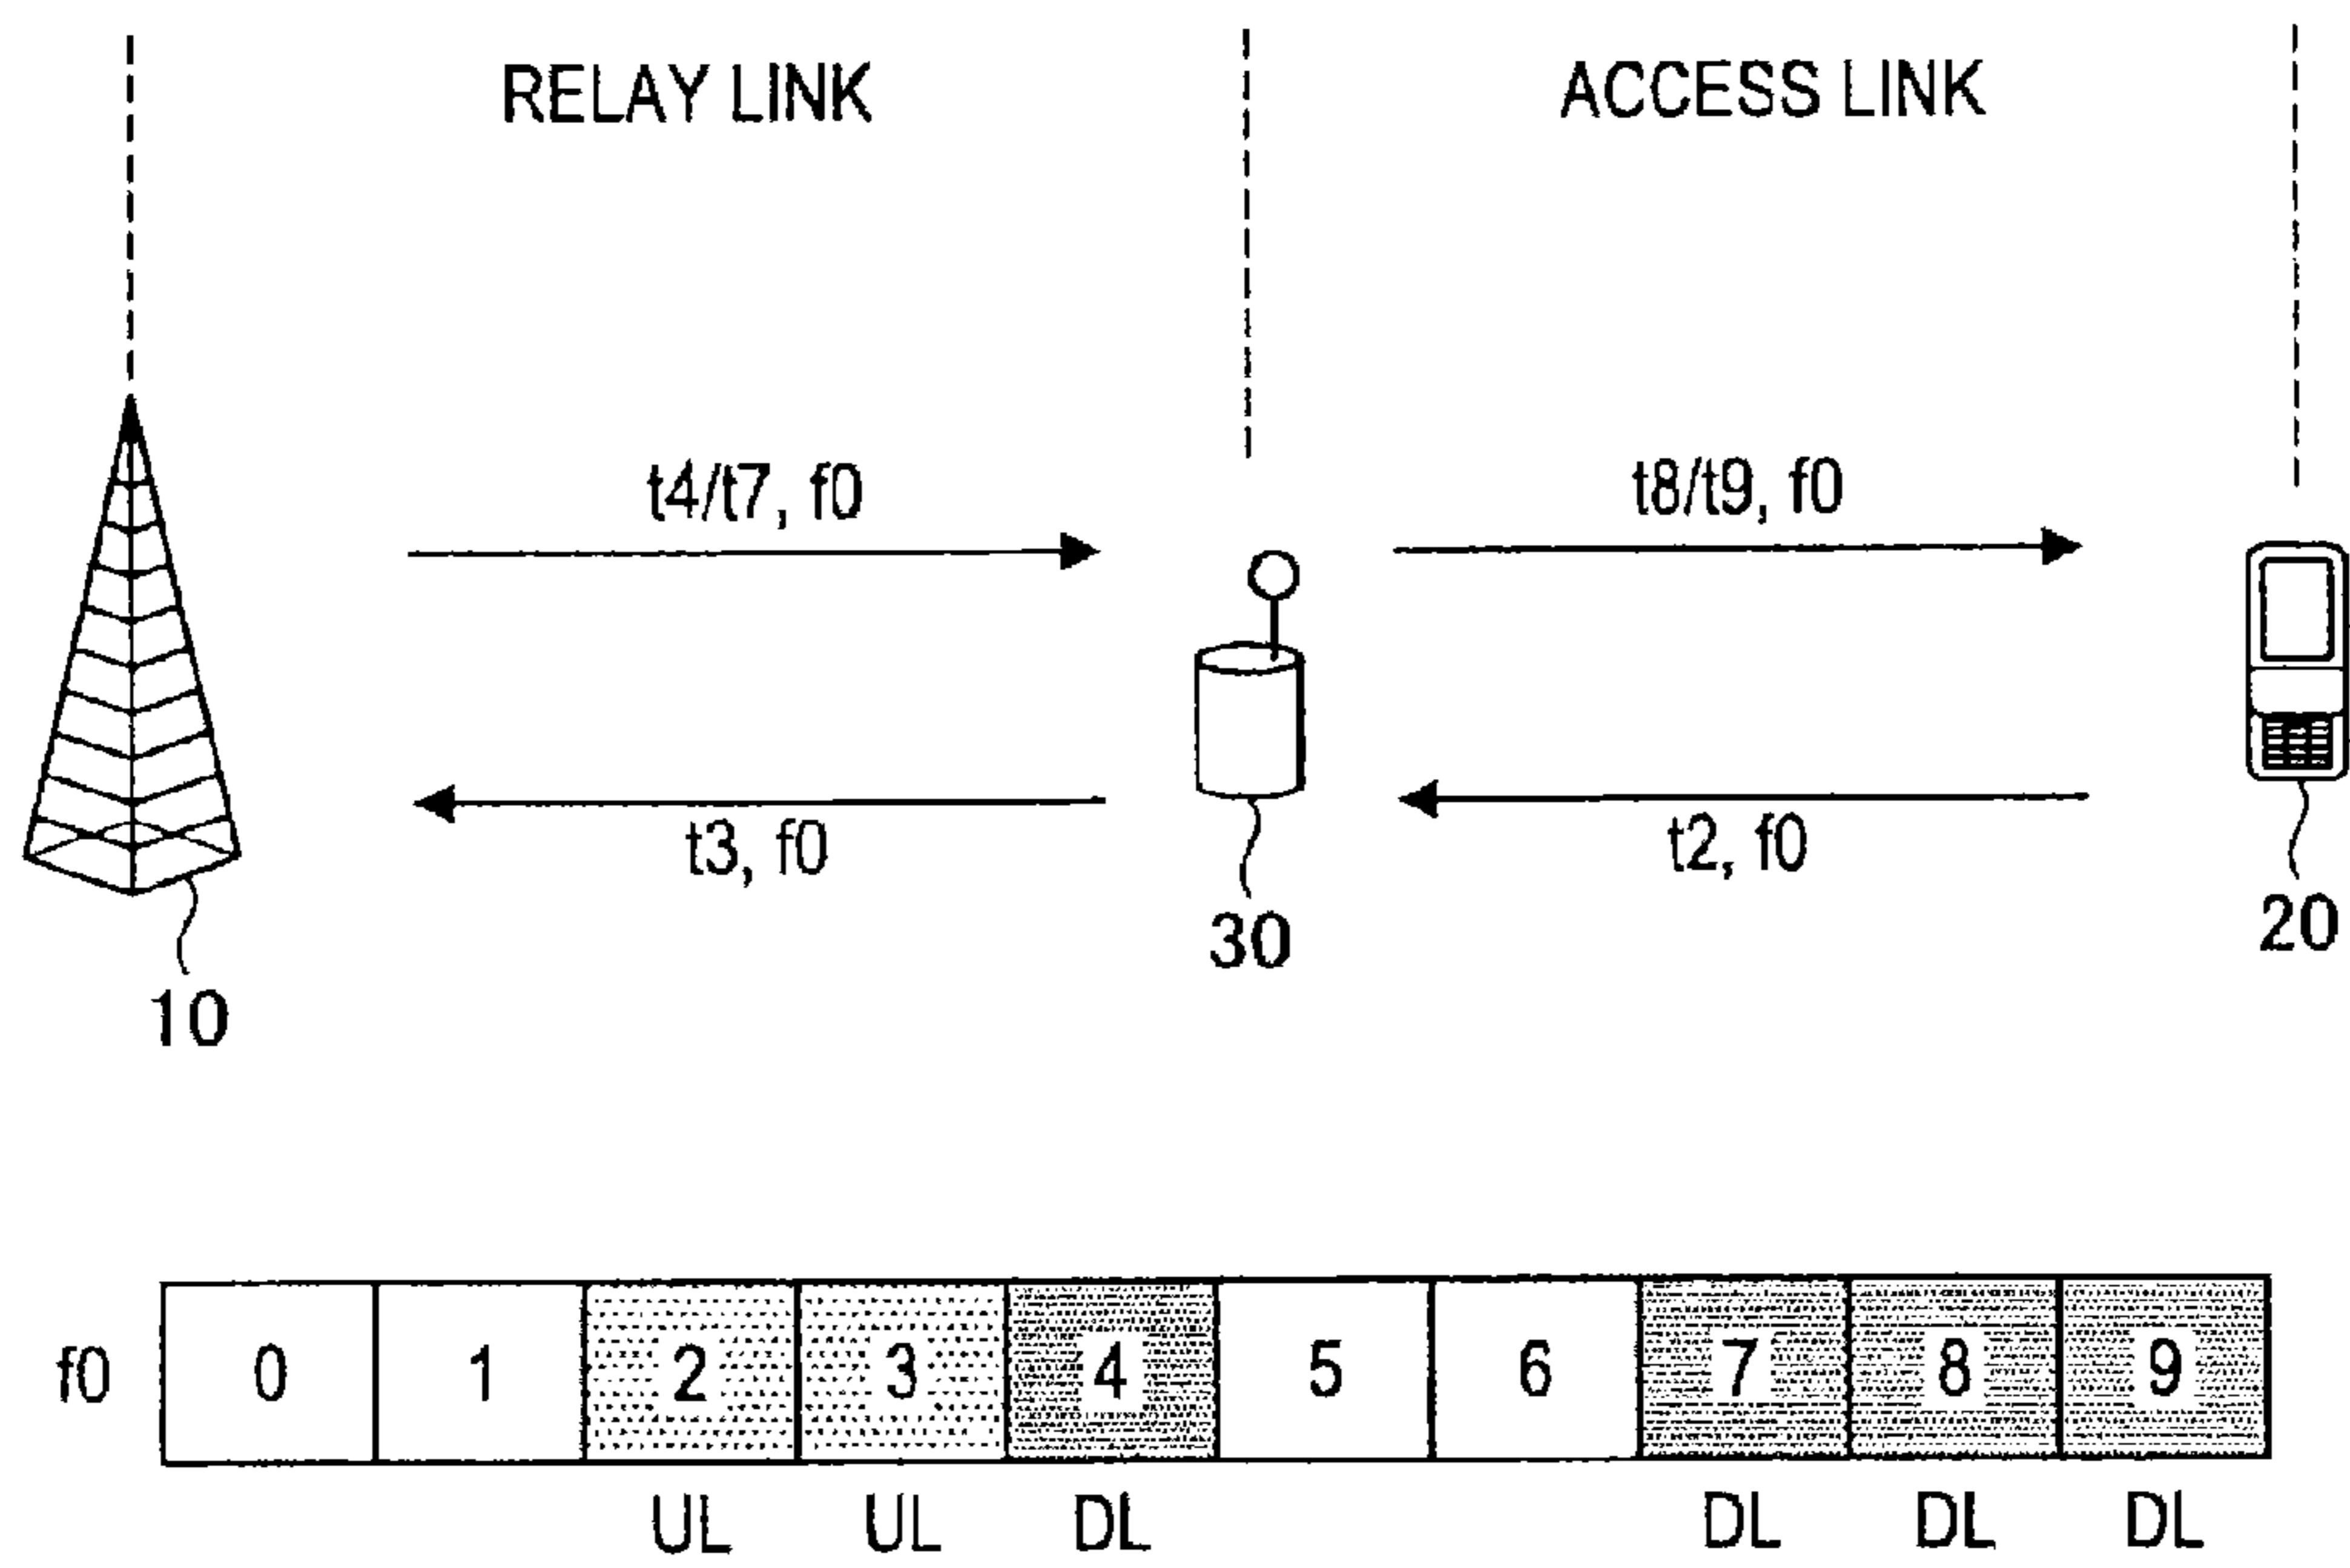 RELAY LINK
ACCESS LINK
t4/t7, f0
t8/t9, f0
t3, f0
t2, f0
10
30
20
f0 0 1 2 3 4 5 6 7 8 9
UL UL DL DL DL DL